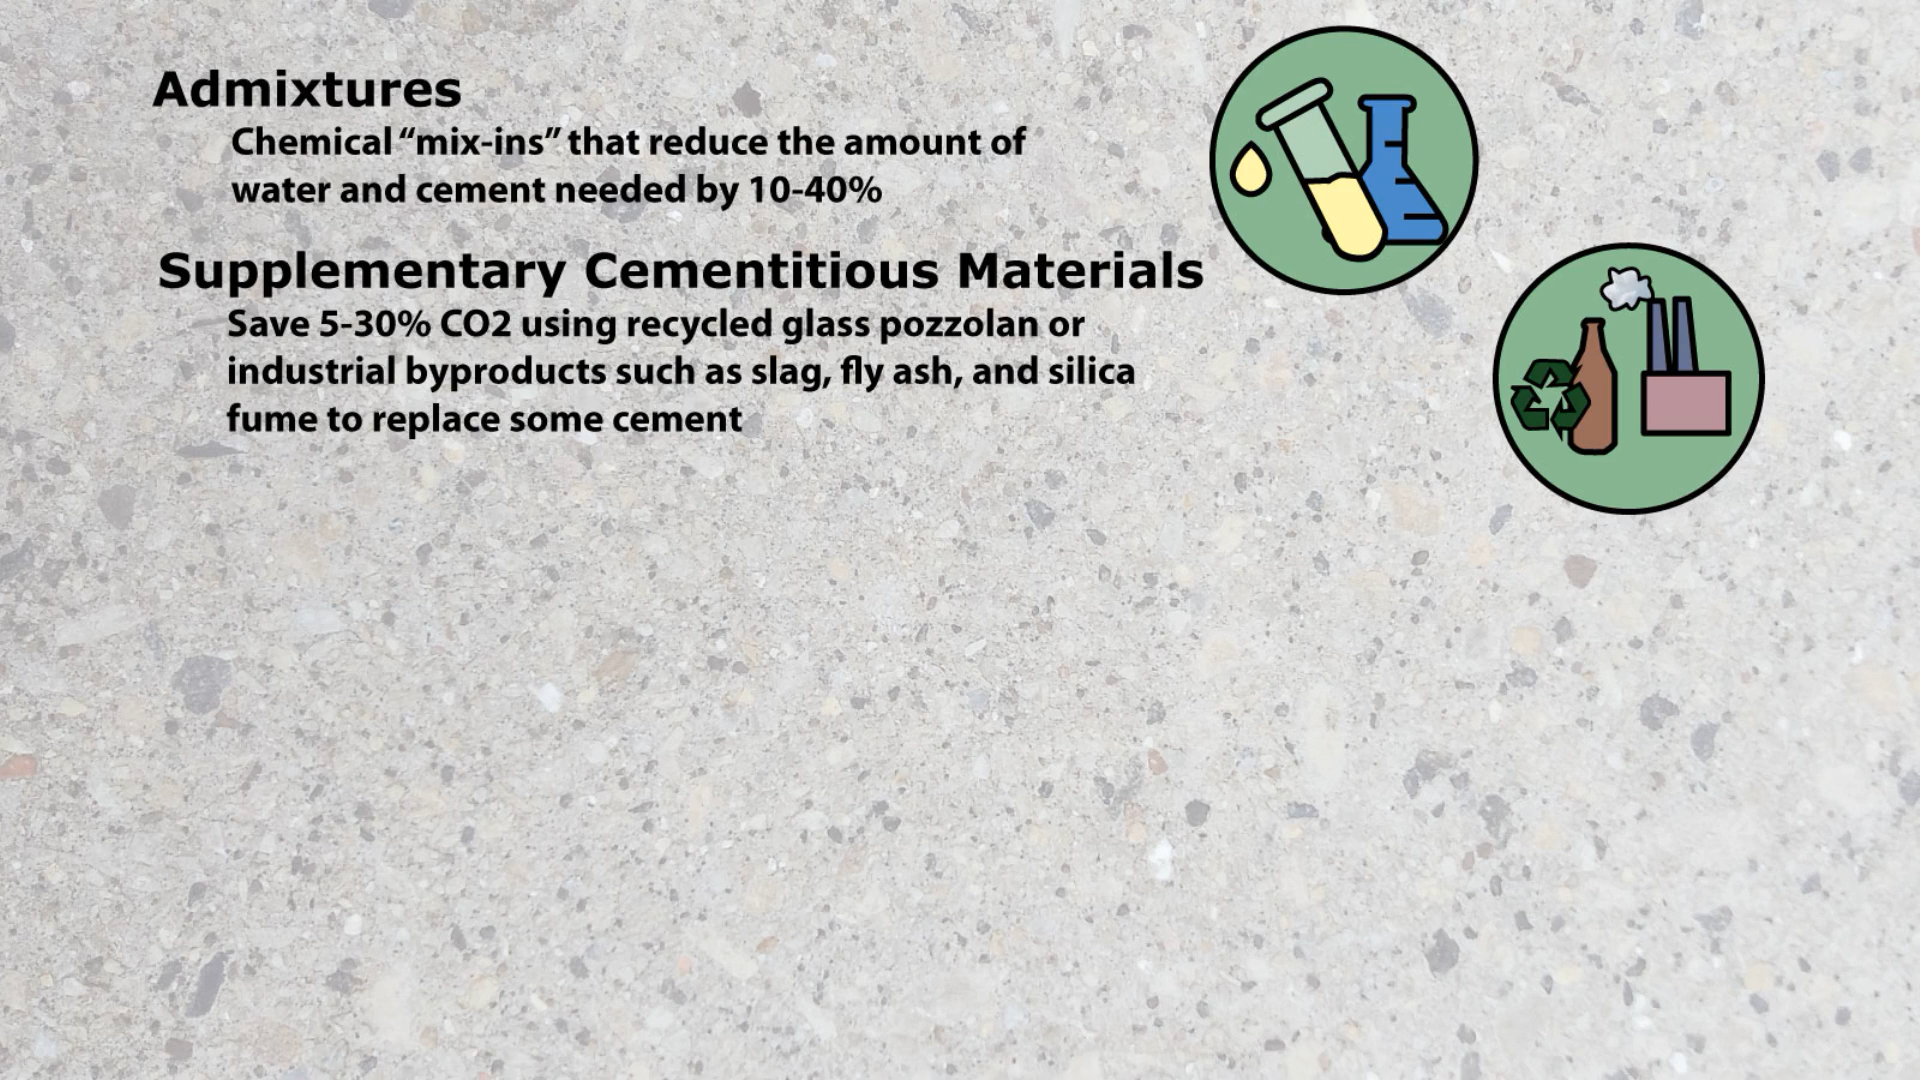 Admixtures
Chemical “mix-ins” that reduce the amount of
water and cement needed by 10-40%
Supplementary Cementitious Materials
Save 5-30% CO2 using recycled glass pozzolan or
industrial byproducts such as slag, fly ash, and silica
fume to replace some cement